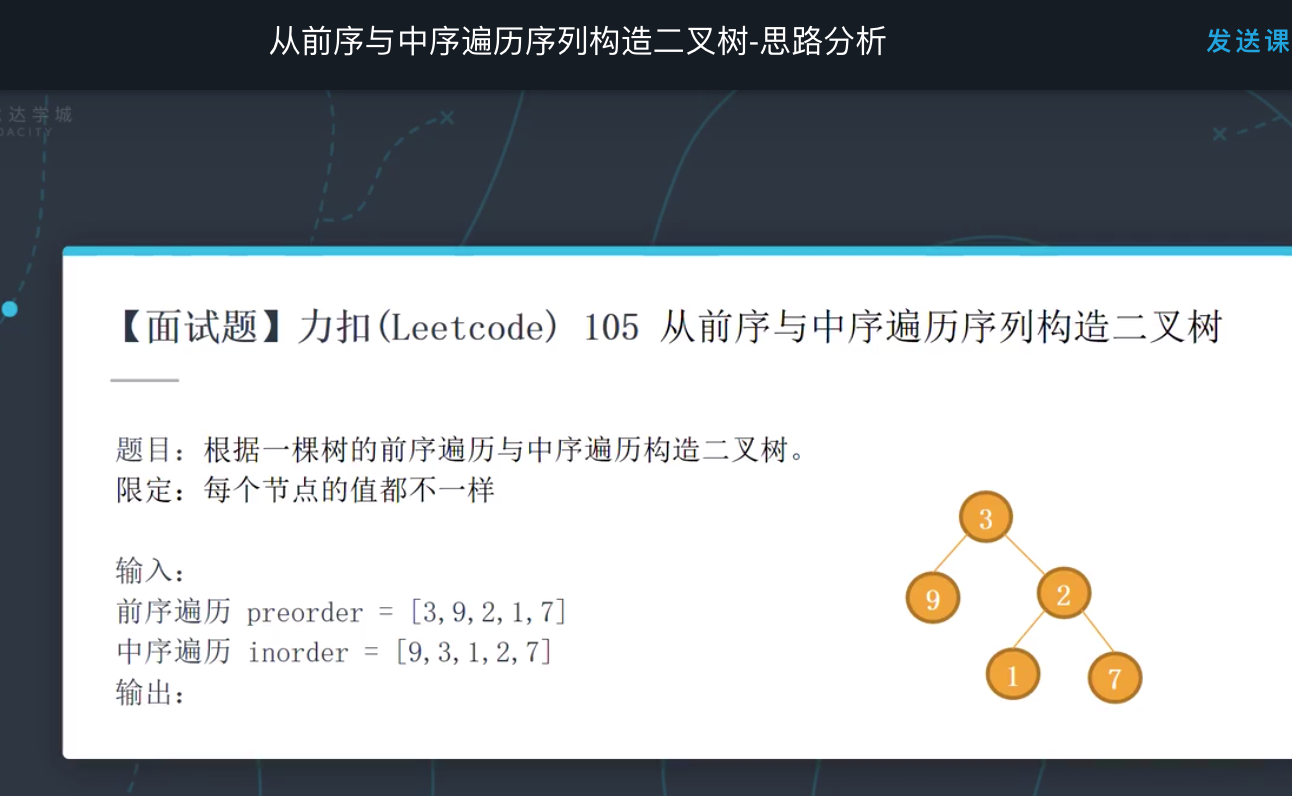 从前序与中序遍历序列构造二叉树-思路分析
发送课
达学城
DACITY
【面试题】力扣(Leetcode) 105 从前序与中序遍历序列构造二叉树
题目：根据一棵树的前序遍历与中序遍历构造二叉树。
限定：每个节点的值都不一样
输入：
前序遍历 preorder = [3,9,2,1,7]
中序遍历 inorder = [9,3,1,2,7]
输出：
3
9
2
1
7